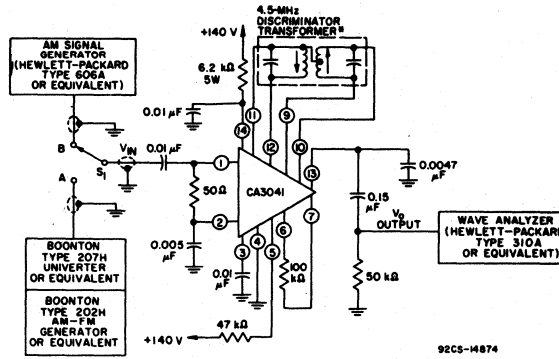 4.5-MHz
DISCRIMINATOR
TRANSFORMER*
+140 V
AM SIGNAL
GENERATOR
(HEWLETT-PACKARD
TYPE 606A
OR EQUIVALENT)
6.2 kΩ
5W
0.01 µF
14
11
12
9
10
13
B
S1
A
VIN
0.01 µF
1
50Ω
2
CA3041
0.005
µF
3
4
5
6
7
0.01
µF
100
kΩ
0.0047
µF
0.15
µF
VO
OUTPUT
50 kΩ
WAVE ANALYZER
(HEWLETT-PACKARD
TYPE 310A
OR EQUIVALENT)
BOONTON
TYPE 207H
UNIVERTER
OR EQUIVALENT
BOONTON
TYPE 202H
AM-FM
GENERATOR
OR EQUIVALENT
+140V
47 kΩ
92CS-14874